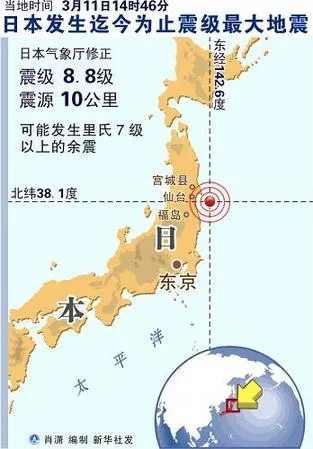 当地时间 3月11日14时46分
日本发生迄今为止震级最大地震
日本气象厅修正
震级 8.8级
震源 10公里
可能发生里氏7级
以上的余震
东经142.6度
宫城县
仙台
福岛
北纬38.1度
日
本
东京
太平洋
肖潇 编制 新华社发